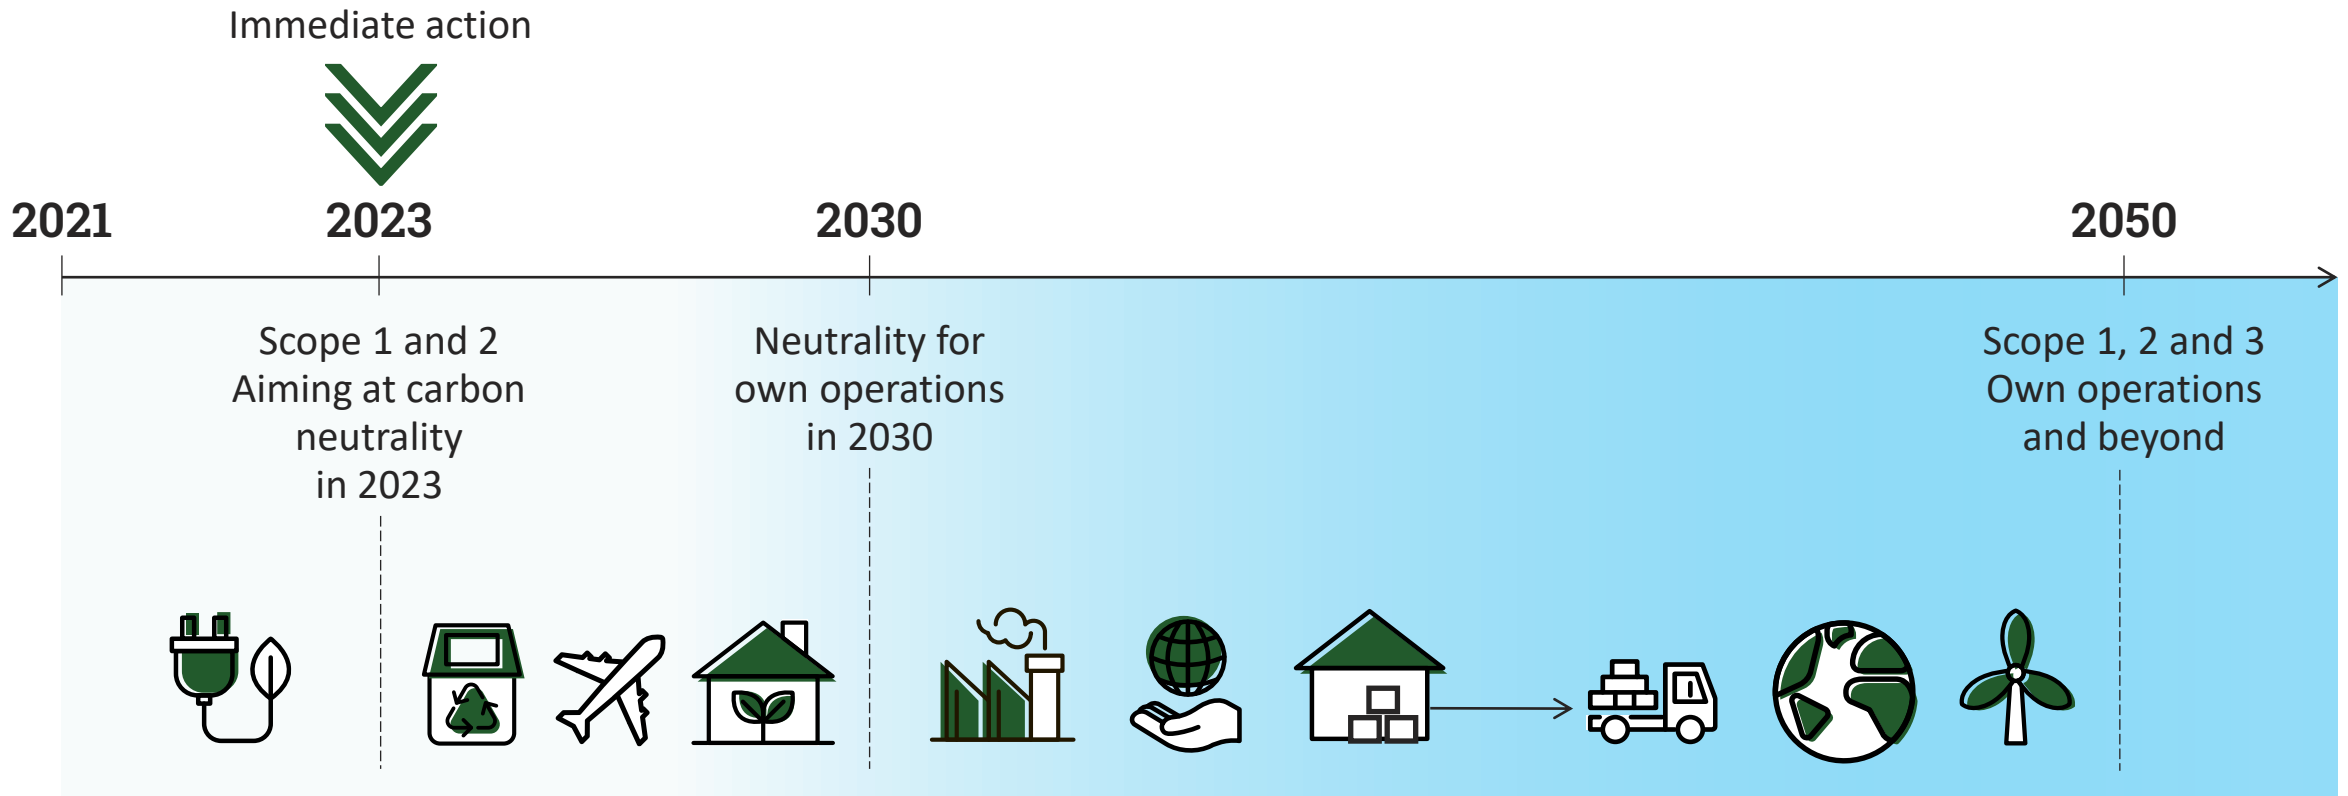 Immediate action
2021
2023
2030
2050
Scope 1 and 2
Aiming at carbon
neutrality
in 2023
Neutrality for
own operations
in 2030
Scope 1, 2 and 3
Own operations
and beyond